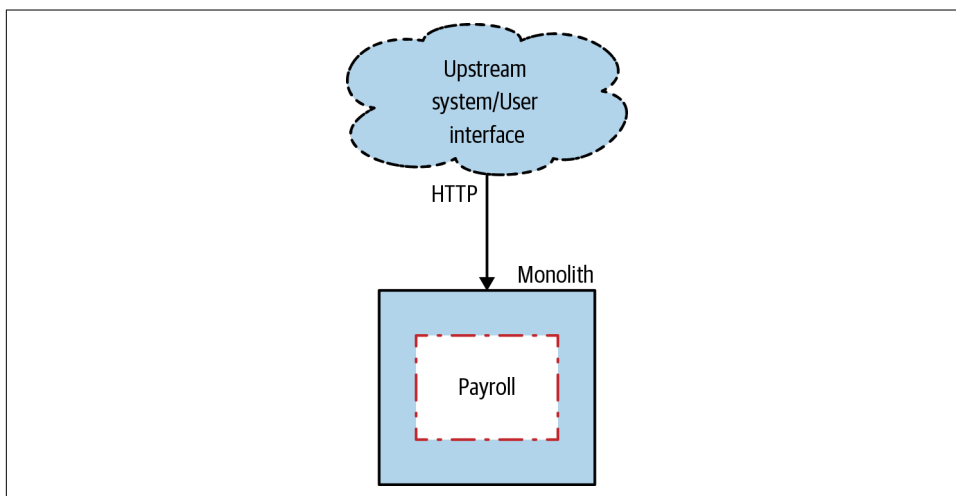 Upstream
system/User
interface
HTTP
Monolith
Payroll